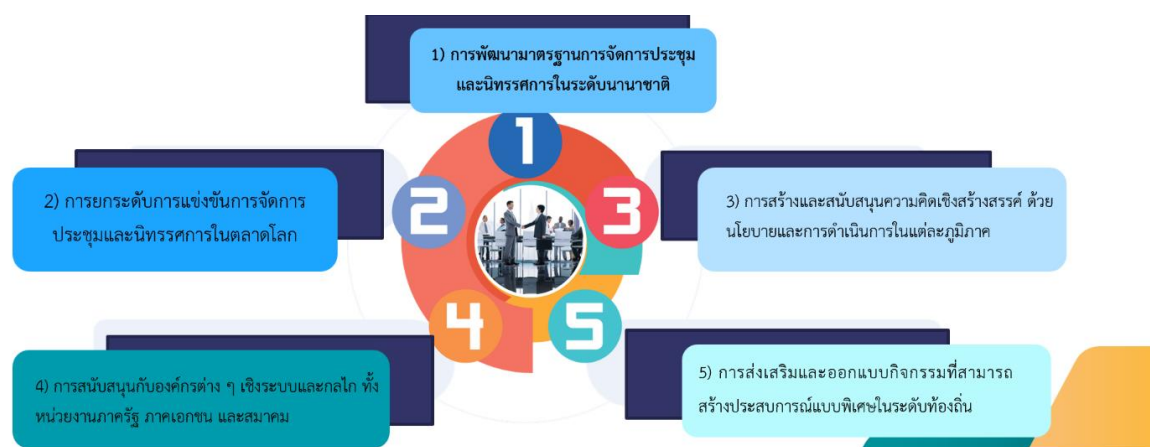 1) การพัฒนามาตรฐานการจัดการประชุม
และนิทรรศการในระดับนานาชาติ
1
2) การยกระดับการแข่งขันการจัดการ
ประชุมและนิทรรศการในตลาดโลก
2
3
3) การสร้างและสนับสนุนความคิดเชิงสร้างสรรค์ ด้วย
นโยบายและการดำเนินการในแต่ละภูมิภาค
4) การสนับสนุนกับองค์กรต่าง ๆ เชิงระบบและกลไก ทั้ง
หน่วยงานภาครัฐ ภาคเอกชน และสมาคม
4
5
5) การส่งเสริมและออกแบบกิจกรรมที่สามารถ
สร้างประสบการณ์แบบพิเศษในระดับท้องถิ่น